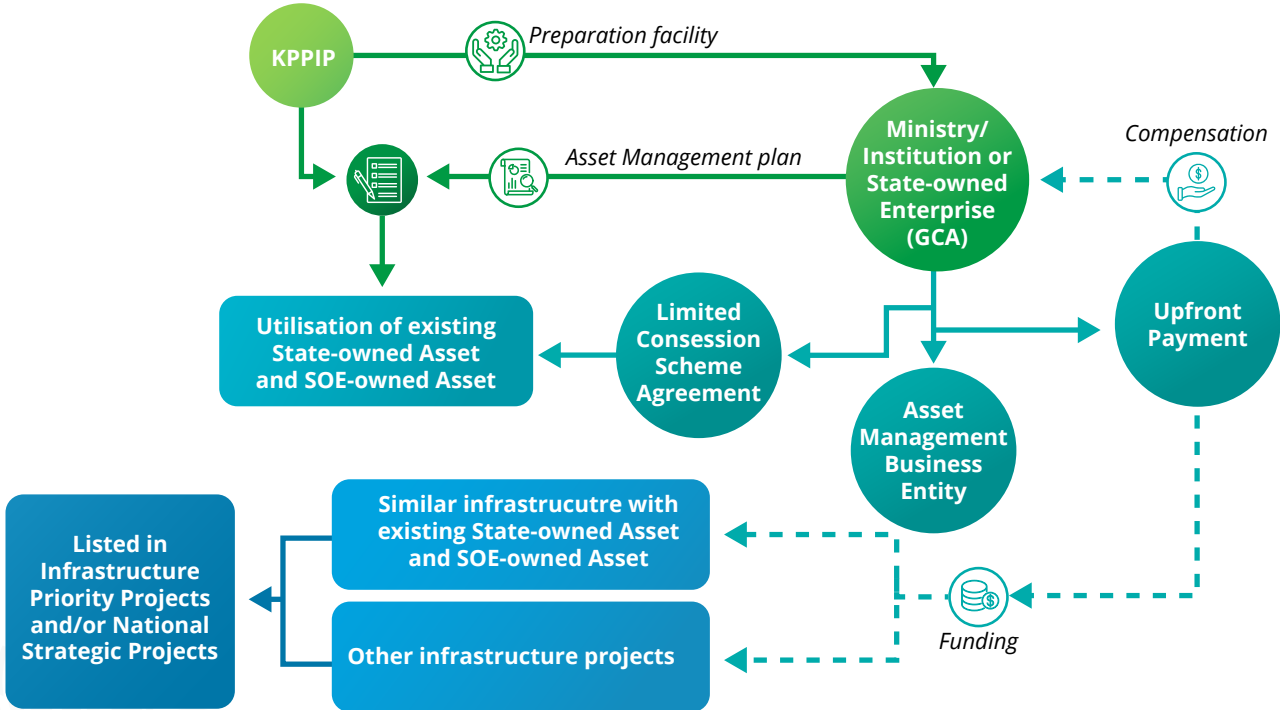 Preparation facility
KPPIP
Ministry/
Institution or
State-owned
Enterprise
(GCA)
Compensation
Asset Management plan
Utilisation of existing
State-owned Asset
and SOE-owned Asset
Limited
Consession
Scheme
Agreement
Upfront
Payment
Asset
Management
Business
Entity
Similar infrastrucutre with
existing State-owned Asset
and SOE-owned Asset
Listed in
Infrastructure
Priority Projects
and/or National
Strategic Projects
Other infrastructure projects
Funding